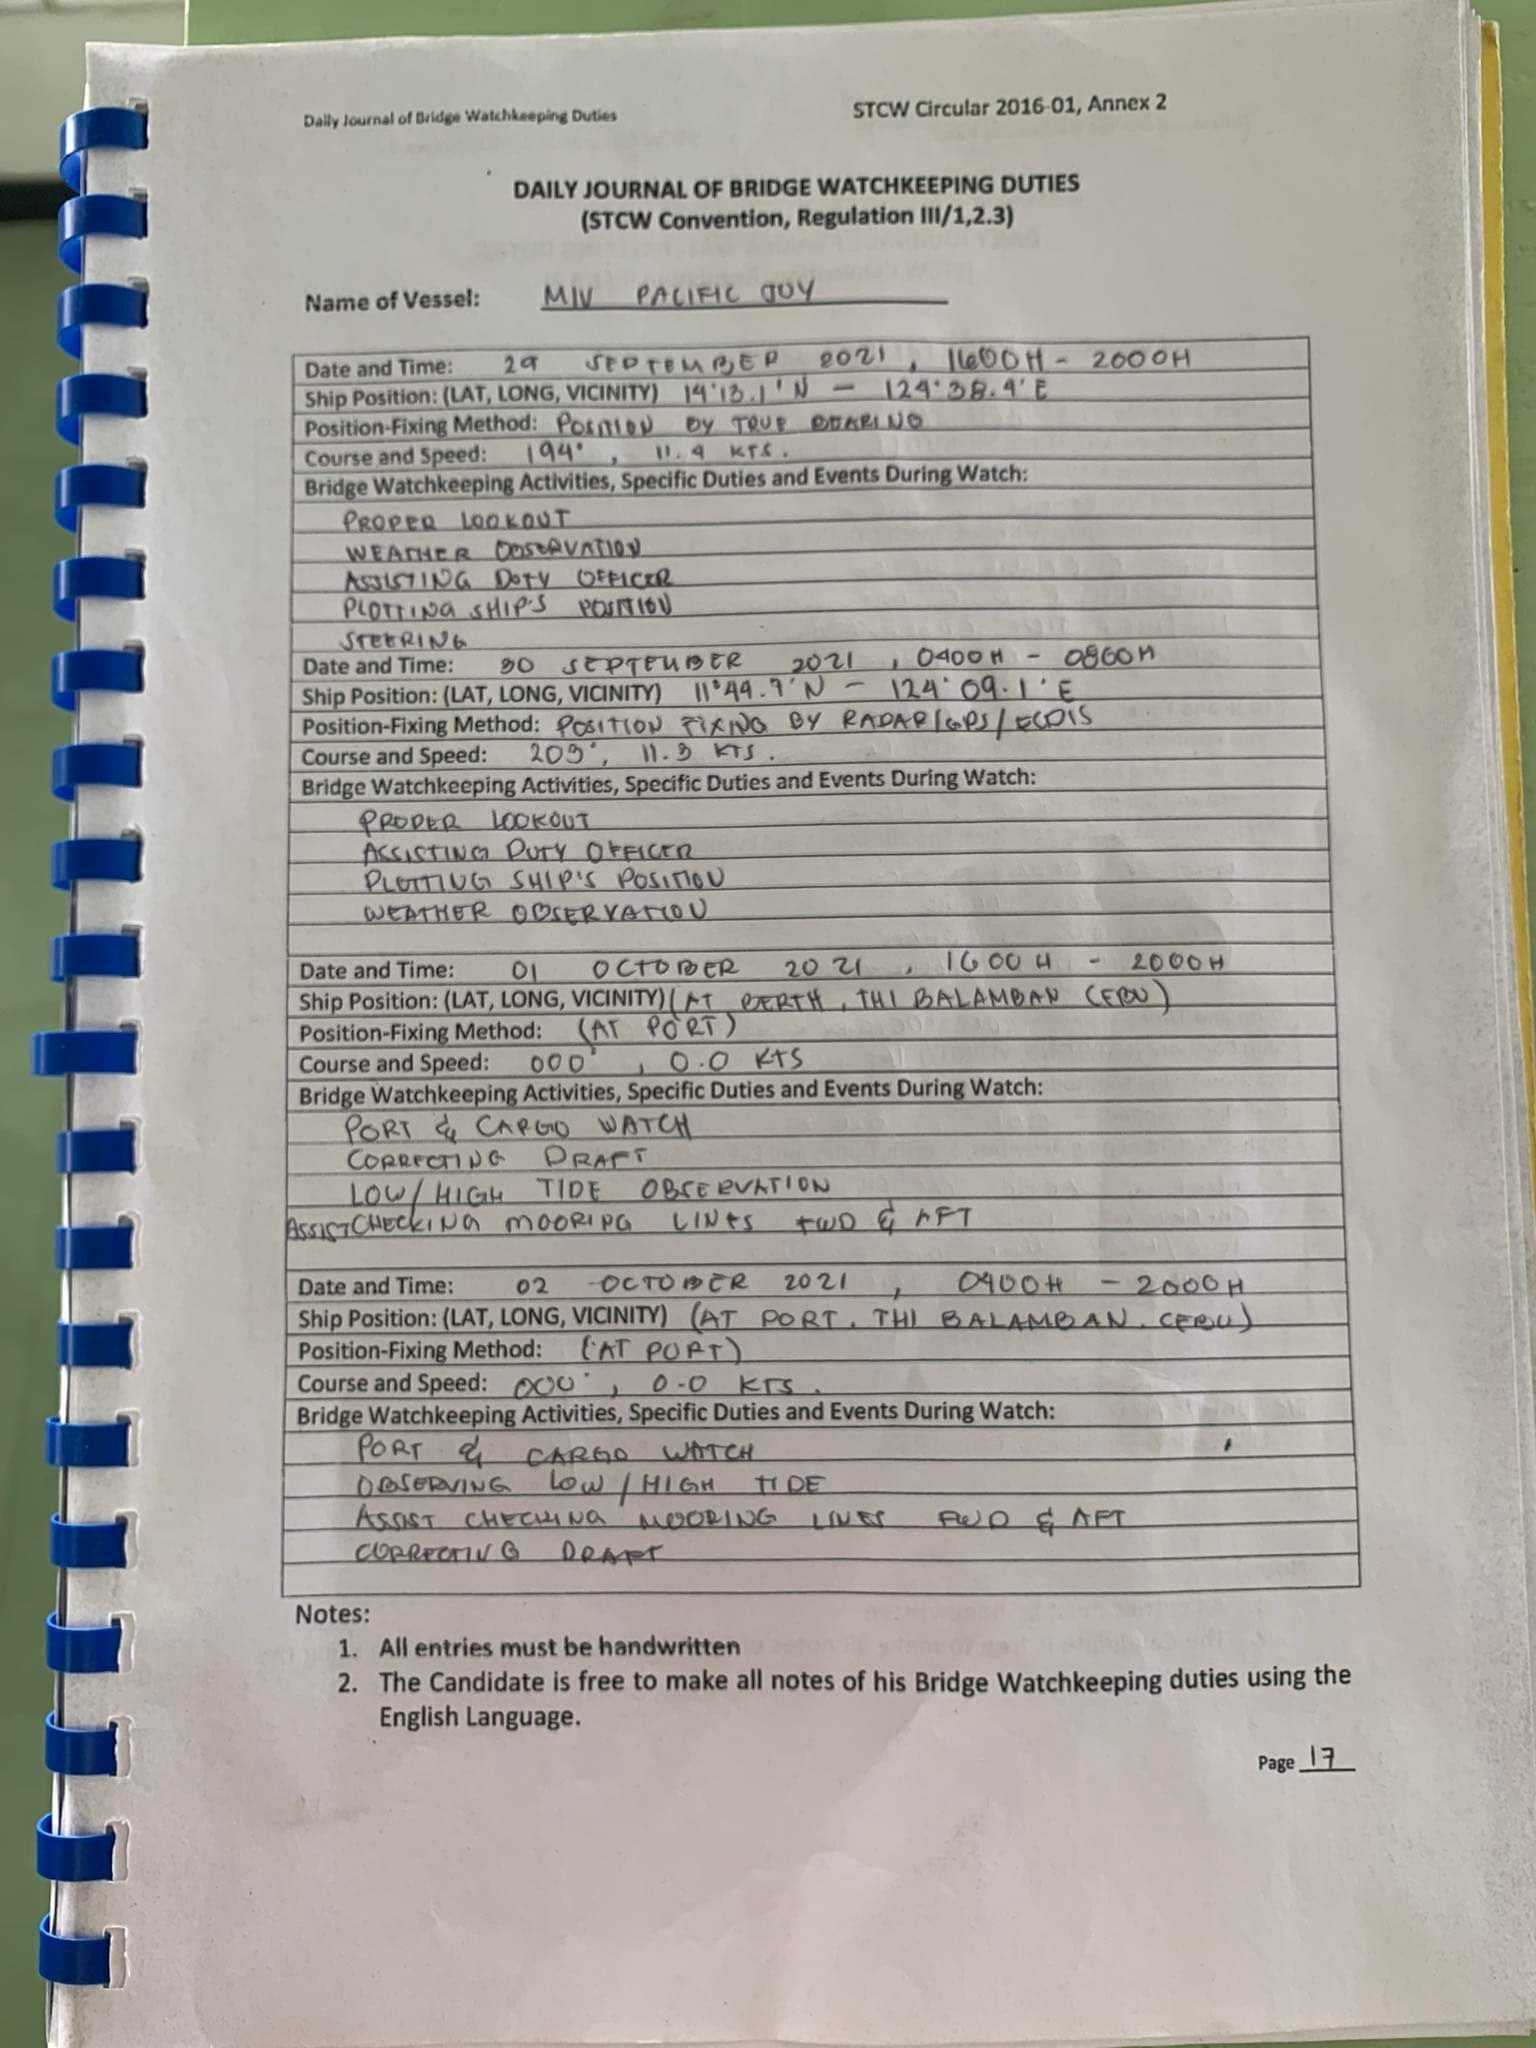 Daily Journal of Bridge Watchkeeping Duties
STCW Circular 2016-01, Annex 2
DAILY JOURNAL OF BRIDGE WATCHKEEPING DUTIES
(STCW Convention, Regulation III/1,2.3)
Name of Vessel: M/V PACIFIC JOY
Date and Time: 29 SEPTEMBER 2021, 1600H - 2000H
Ship Position: (LAT, LONG, VICINITY) 14°13.1'N - 124°38.4'E
Position-Fixing Method: POSITION BY TRUE BEARING
Course and Speed: 194°, 11.4 KTS.
Bridge Watchkeeping Activities, Specific Duties and Events During Watch:
PROPER LOOKOUT
WEATHER OBSERVATION
ASSISTING DUTY OFFICER
PLOTTING SHIP'S POSITION
STEERING
Date and Time: 30 SEPTEMBER 2021, 0400H - 0800H
Ship Position: (LAT, LONG, VICINITY) 11°49.7'N - 124°09.1'E
Position-Fixing Method: POSITION FIXING BY RADAR/GPS/ECDIS
Course and Speed: 203°, 11.3 KTS.
Bridge Watchkeeping Activities, Specific Duties and Events During Watch:
PROPER LOOKOUT
ASSISTING DUTY OFFICER
PLOTTING SHIP'S POSITION
WEATHER OBSERVATION
Date and Time: 01 OCTOBER 2021, 1600H - 2000H
Ship Position: (LAT, LONG, VICINITY) (AT BERTH, THI BALAMBAN CEBU)
Position-Fixing Method: (AT PORT)
Course and Speed: 000°, 0.0 KTS
Bridge Watchkeeping Activities, Specific Duties and Events During Watch:
PORT & CARGO WATCH
CORRECTING DRAFT
LOW/HIGH TIDE OBSERVATION
ASSIST CHECKING MOORING LINES FWD & AFT
Date and Time: 02 OCTOBER 2021, 0400H - 2000H
Ship Position: (LAT, LONG, VICINITY) (AT PORT, THI BALAMBAN, CEBU)
Position-Fixing Method: (AT PORT)
Course and Speed: 000°, 0.0 KTS.
Bridge Watchkeeping Activities, Specific Duties and Events During Watch:
PORT & CARGO WATCH
OBSERVING LOW/HIGH TIDE
ASSIST CHECKING MOORING LINES FWD & AFT
CORRECTING DRAFT
Notes:
1. All entries must be handwritten
2. The Candidate is free to make all notes of his Bridge Watchkeeping duties using the
English Language.
Page 17